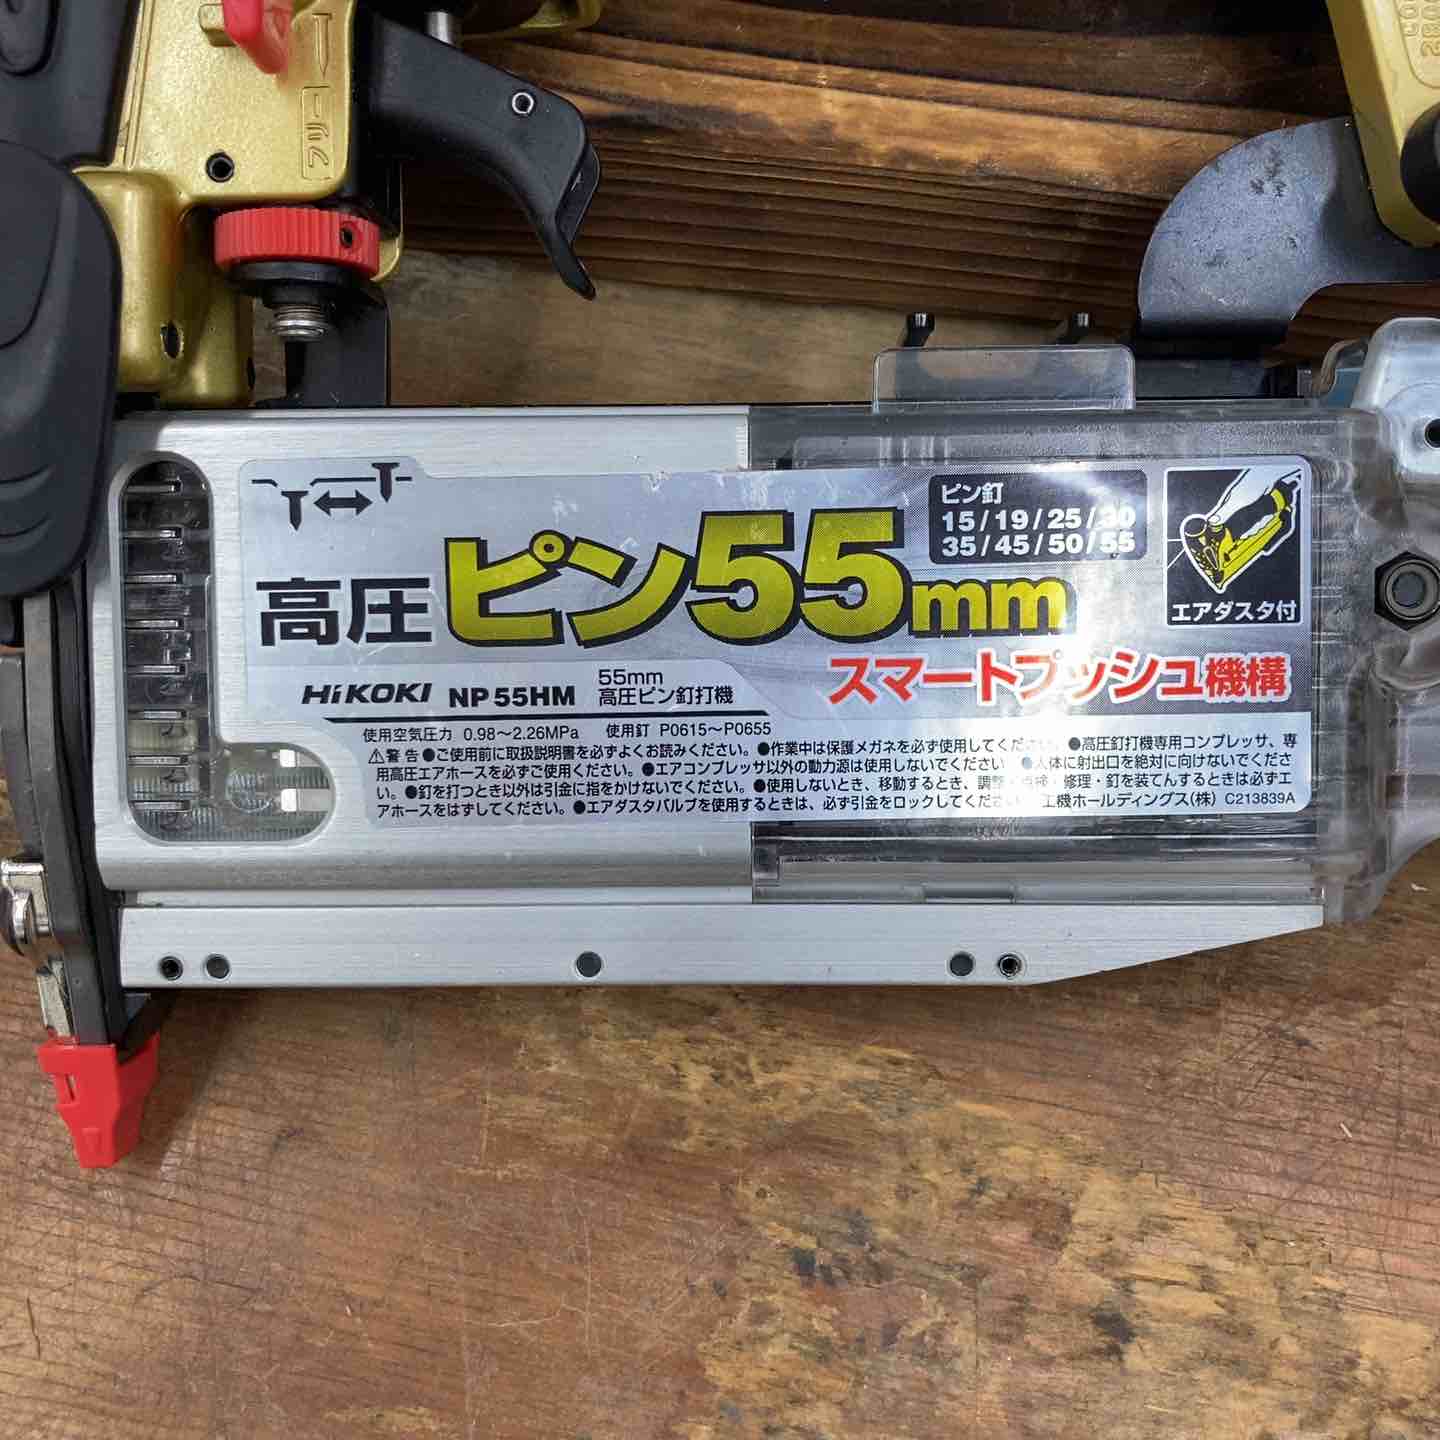 フリー
ピン釘
15/19/25/30
35/45/50/55
高圧 ピン55mm
エアダスタ付
スマートプッシュ機構
HiKOKI NP55HM 55mm
高圧ピン釘打機
使用空気圧力 0.98〜2.26MPa 使用釘 P0615〜P0655
⚠警告●ご使用前に取扱説明書を必ずよくお読みください。●作業中は保護メガネを必ず使用してください。●高圧釘打機専用コンプレッサ、専
用高圧エアホースを必ずご使用ください。●エアコンプレッサ以外の動力源は使用しないでください。●人体に射出口を絶対に向けないでくださ
い。●釘を打つとき以外は引金に指をかけないでください。●使用しないとき、移動するとき、調整・点検・修理・釘を装てんするときは必ずエ
アホースをはずしてください。●エアダスタバルブを使用するときは、必ず引金をロックしてください。 工機ホールディングス(株) C213839A